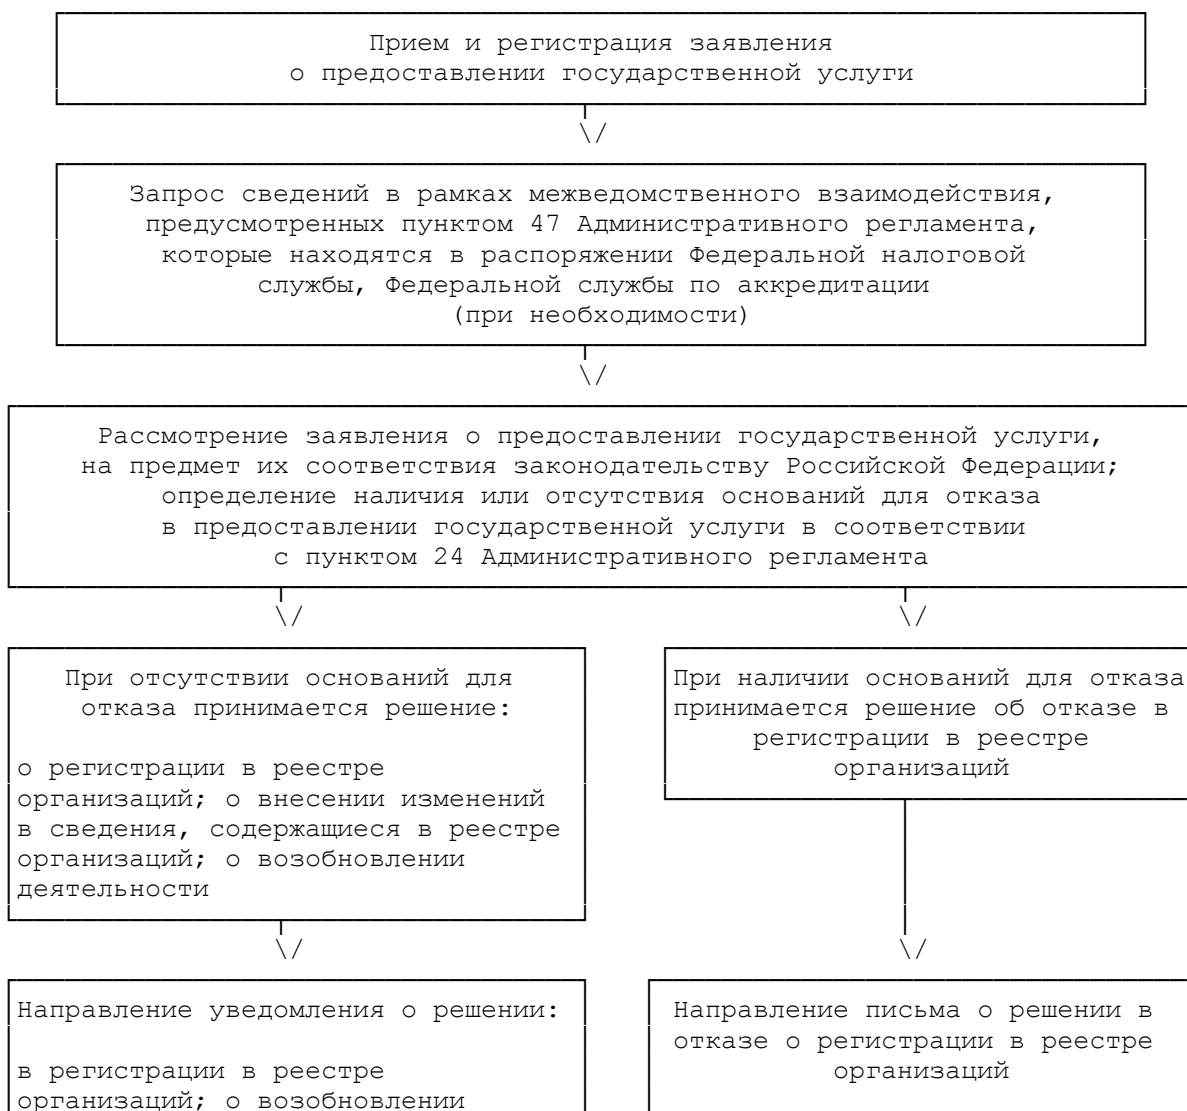 Прием и регистрация заявления
о предоставлении государственной услуги
Запрос сведений в рамках межведомственного взаимодействия,
предусмотренных пунктом 47 Административного регламента,
которые находятся в распоряжении Федеральной налоговой
службы, Федеральной службы по аккредитации
(при необходимости)
Рассмотрение заявления о предоставлении государственной услуги,
на предмет их соответствия законодательству Российской Федерации;
определение наличия или отсутствия оснований для отказа
в предоставлении государственной услуги в соответствии
с пунктом 24 Административного регламента
При отсутствии оснований для
отказа принимается решение:
о регистрации в реестре
организаций; о внесении изменений
в сведения, содержащиеся в реестре
организаций; о возобновлении
деятельности
При наличии оснований для отказа
принимается решение об отказе в
регистрации в реестре
организаций
Направление уведомления о решении:
в регистрации в реестре
организаций; о возобновлении
Направление письма о решении в
отказе о регистрации в реестре
организаций